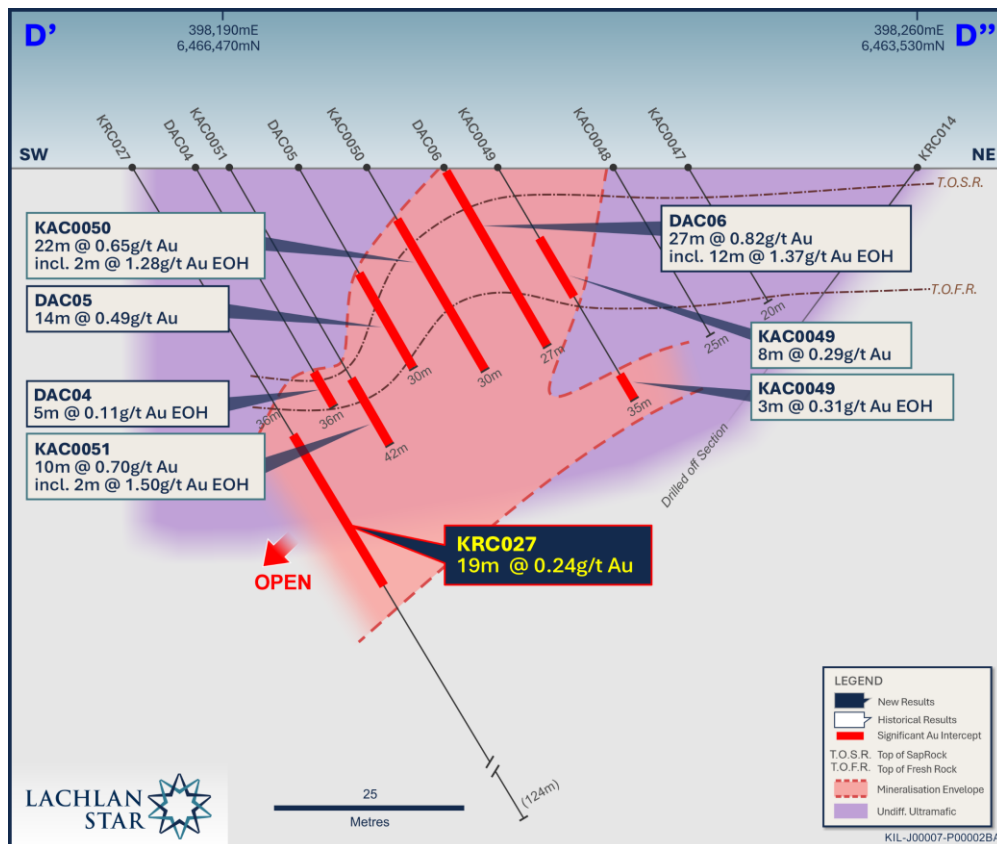 D’
398,190mE
6,466,470mN
398,260mE
6,463,530mN
D”
SW
KRC027
DAC04
KAC0051
DAC05
KAC0050
DAC06
KAC0049
KAC0048
KAC0047
KRC014
NE
T.O.S.R.
T.O.F.R.
KAC0050
22m @ 0.65g/t Au
incl. 2m @ 1.28g/t Au EOH
DAC06
27m @ 0.82g/t Au
incl. 12m @ 1.37g/t Au EOH
DAC05
14m @ 0.49g/t Au
KAC0049
8m @ 0.29g/t Au
DAC04
5m @ 0.11g/t Au EOH
KAC0049
3m @ 0.31g/t Au EOH
KAC0051
10m @ 0.70g/t Au
incl. 2m @ 1.50g/t Au EOH
36m
36m
42m
30m
30m
27m
35m
25m
20m
Drilled off Section
KRC027
19m @ 0.24g/t Au
OPEN
(124m)
LACHLAN
STAR
25
Metres
LEGEND
New Results
Historical Results
Significant Au Intercept
T.O.S.R. Top of SapRock
T.O.F.R. Top of Fresh Rock
Mineralisation Envelope
Undiff. Ultramafic
KIL-J00007-P00002BA